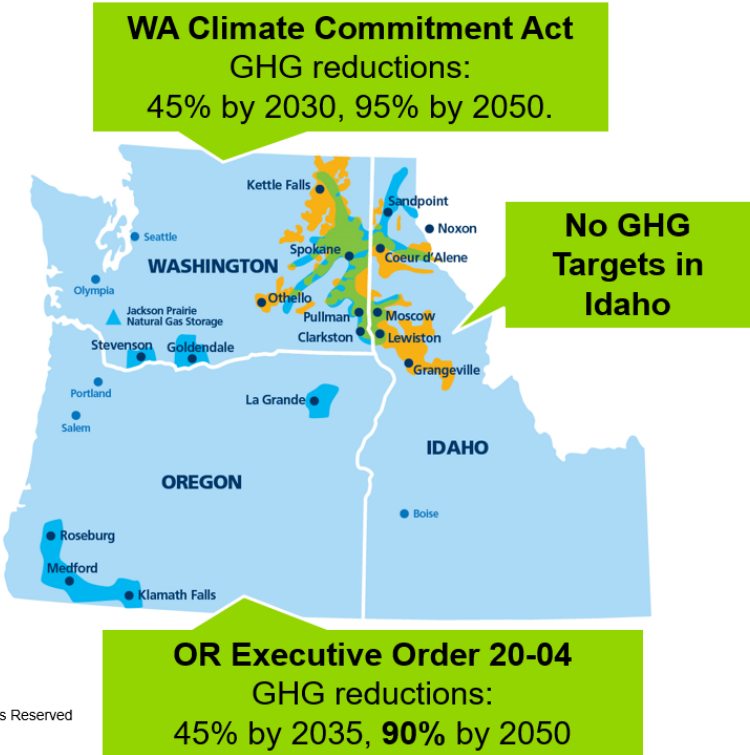 WA Climate Commitment Act
GHG reductions:
45% by 2030, 95% by 2050.
Kettle Falls
Sandpoint
Noxon
Seattle
Spokane
Coeur d'Alene
WASHINGTON
No GHG
Targets in
Idaho
Olympia
Othello
Jackson Prairie
Natural Gas Storage
Pullman
Moscow
Stevenson
Goldendale
Clarkston
Lewiston
Grangeville
Portland
La Grande
Salem
IDAHO
OREGON
Boise
Roseburg
Medford
Klamath Falls
OR Executive Order 20-04
GHG reductions:
45% by 2035, 90% by 2050
s Reserved